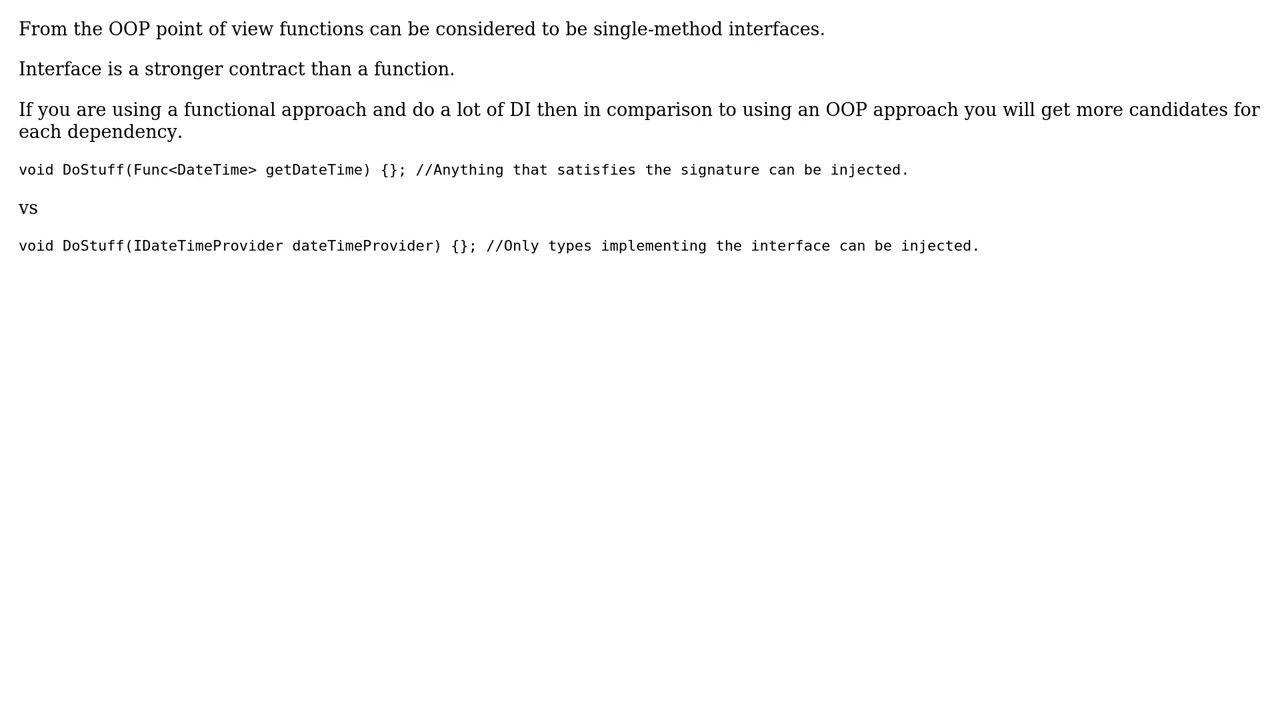 From the OOP point of view functions can be considered to be single-method interfaces.
Interface is a stronger contract than a function.
If you are using a functional approach and do a lot of DI then in comparison to using an OOP approach you will get more candidates for
each dependency.
void DoStuff(Func<DateTime> getDateTime) {}; //Anything that satisfies the signature can be injected.
vs
void DoStuff(IDateTimeProvider dateTimeProvider) {}; //Only types implementing the interface can be injected.